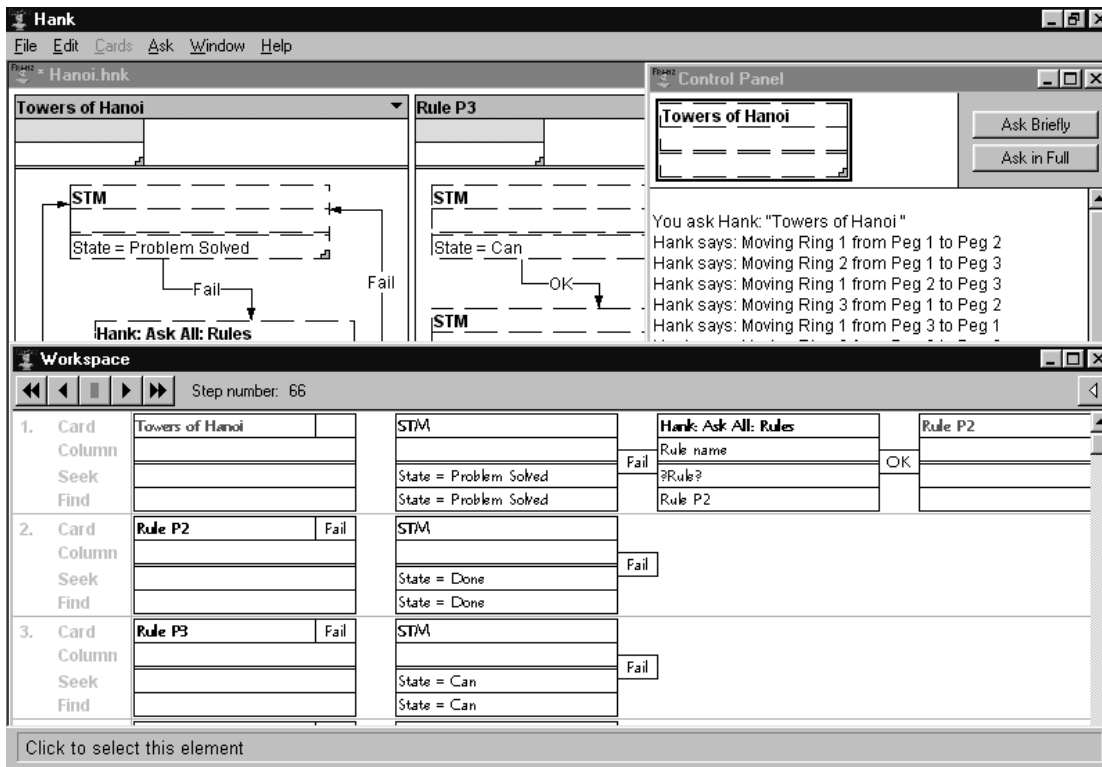 Hank
File Edit Cards Ask Window Help
* Hanoi.hnk
Towers of Hanoi
STM
State = Problem Solved
Fail
Fail
Hank: Ask All: Rules
Rule P3
STM
State = Can
OK
STM
Control Panel
Towers of Hanoi
Ask Briefly
Ask in Full
You ask Hank: "Towers of Hanoi "
Hank says: Moving Ring 1 from Peg 1 to Peg 2
Hank says: Moving Ring 2 from Peg 1 to Peg 3
Hank says: Moving Ring 1 from Peg 2 to Peg 3
Hank says: Moving Ring 3 from Peg 1 to Peg 2
Hank says: Moving Ring 1 from Peg 3 to Peg 1
Workspace
Step number: 66
1. Card Towers of Hanoi STM Hank: Ask All: Rules Rule P2
Column Fail Rule name OK
Seek State = Problem Solved ?Rule?
Find State = Problem Solved Rule P2
2. Card Rule P2 Fail STM
Column Fail
Seek State = Done
Find State = Done
3. Card Rule P3 Fail STM
Column Fail
Seek State = Can
Find State = Can
Click to select this element